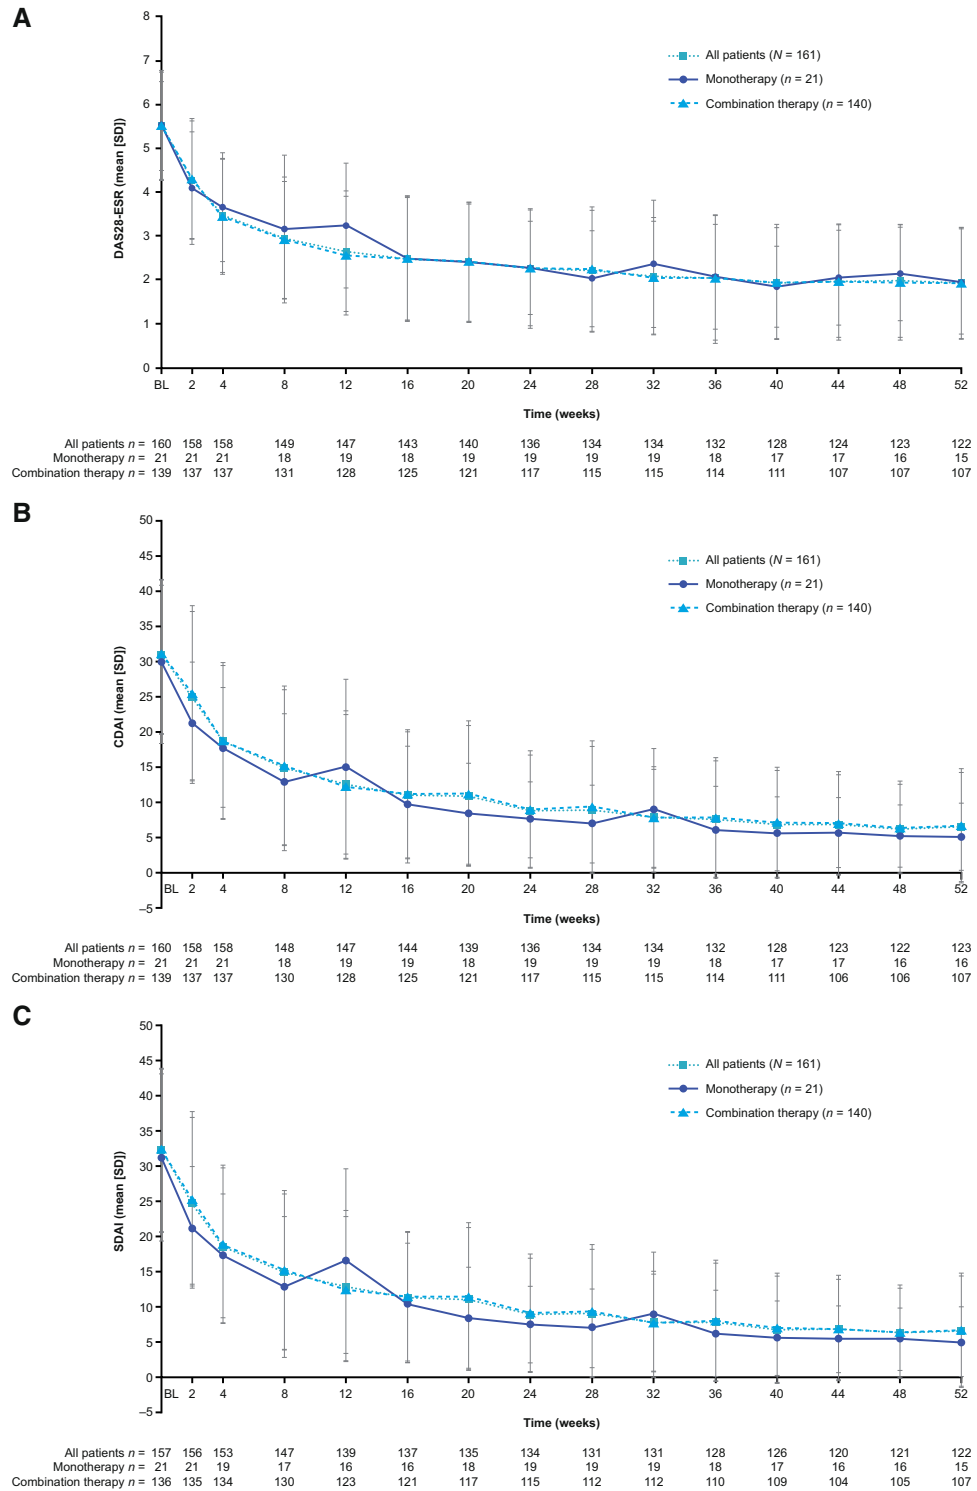 A
8
7
6
5
4
3
2
1
0
DAS28-ESR (mean [SD])
All patients (N = 161)
Monotherapy (n = 21)
Combination therapy (n = 140)
BL 2 4 8 12 16 20 24 28 32 36 40 44 48 52
Time (weeks)
All patients n = 160 158 158 149 147 143 140 136 134 134 132 128 124 123 122
Monotherapy n = 21 21 21 18 19 18 19 19 19 19 18 17 17 16 15
Combination therapy n = 139 137 137 131 128 125 121 117 115 115 114 111 107 107 107
B
50
45
40
35
30
25
20
15
10
5
0
–5
CDAI (mean [SD])
All patients (N = 161)
Monotherapy (n = 21)
Combination therapy (n = 140)
BL 2 4 8 12 16 20 24 28 32 36 40 44 48 52
Time (weeks)
All patients n = 160 158 158 148 147 144 139 136 134 134 132 128 123 122 123
Monotherapy n = 21 21 21 18 19 19 18 19 19 19 18 17 17 16 16
Combination therapy n = 139 137 137 130 128 125 121 117 115 115 114 111 106 106 107
C
50
45
40
35
30
25
20
15
10
5
0
–5
SDAI (mean [SD])
All patients (N = 161)
Monotherapy (n = 21)
Combination therapy (n = 140)
BL 2 4 8 12 16 20 24 28 32 36 40 44 48 52
Time (weeks)
All patients n = 157 156 153 147 139 137 135 134 131 131 128 126 120 121 122
Monotherapy n = 21 21 19 17 16 16 18 19 19 19 18 17 16 16 15
Combination therapy n = 136 135 134 130 123 121 117 115 112 112 110 109 104 105 107